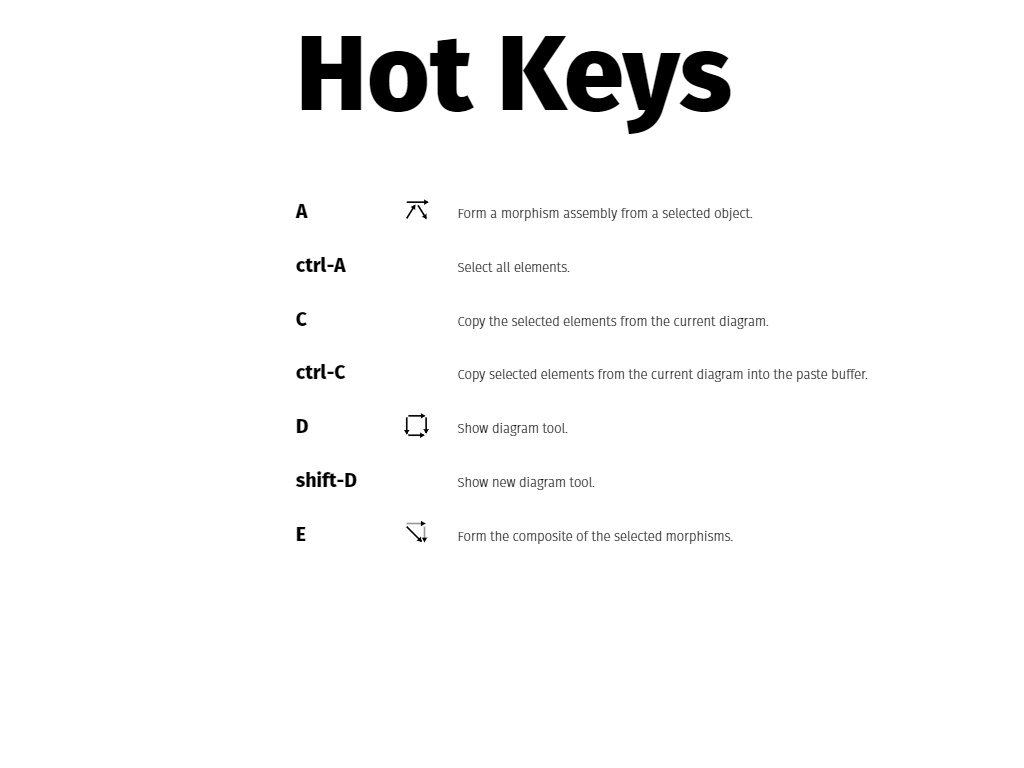 Hot Keys
A Form a morphism assembly from a selected object.
ctrl-A Select all elements.
C Copy the selected elements from the current diagram.
ctrl-C Copy selected elements from the current diagram into the paste buffer.
D Show diagram tool.
shift-D Show new diagram tool.
E Form the composite of the selected morphisms.